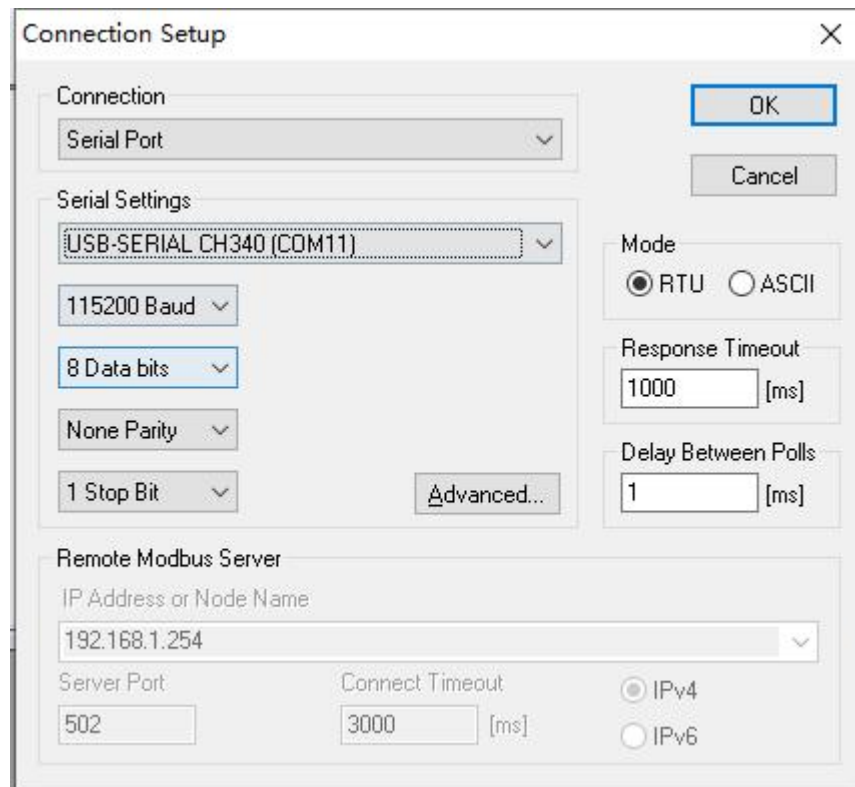 Connection Setup
Connection
OK
Serial Port
Cancel
Serial Settings
USB-SERIAL CH340 (COM11)
Mode
RTU ASCII
115200 Baud
Response Timeout
8 Data bits
1000 [ms]
None Parity
Delay Between Polls
1 Stop Bit
Advanced...
1 [ms]
Remote Modbus Server
IP Address or Node Name
192.168.1.254
Server Port Connect Timeout
IPv4
502 3000 [ms]
IPv6